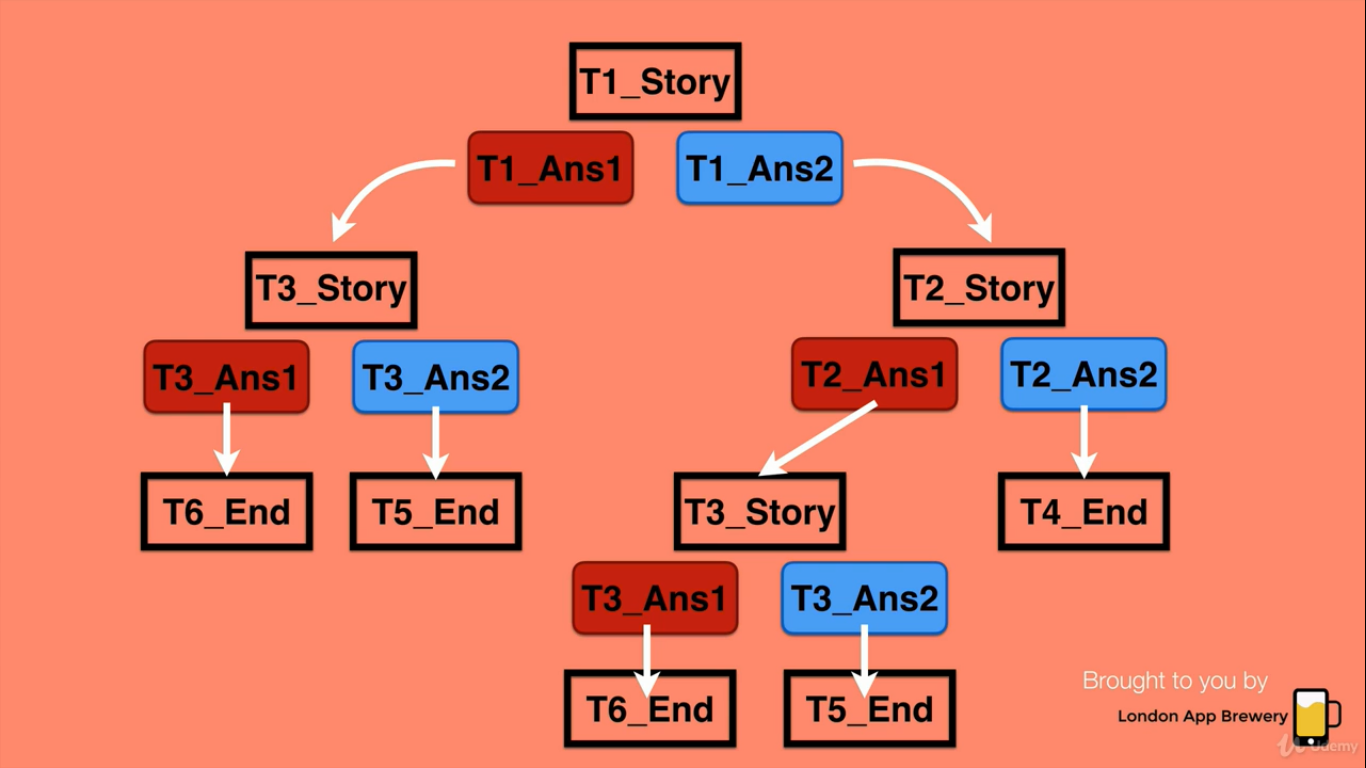 T1_Story
T1_Ans1
T1_Ans2
T3_Story
T2_Story
T3_Ans1
T3_Ans2
T2_Ans1
T2_Ans2
T6_End
T5_End
T3_Story
T4_End
T3_Ans1
T3_Ans2
T6_End
T5_End
Brought to you by
London App Brewery
Udemy